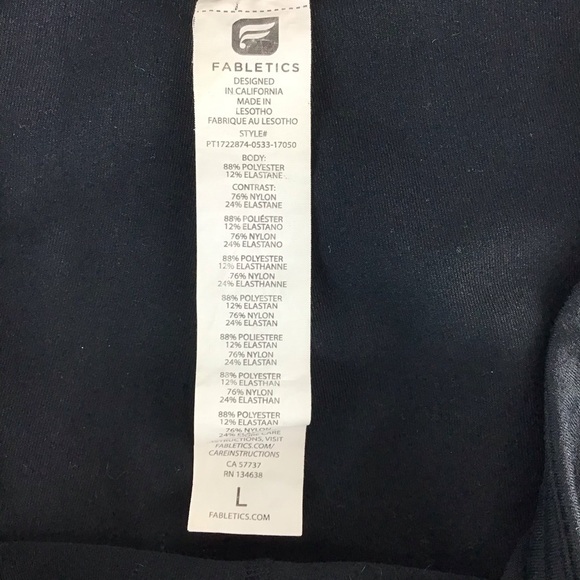 FABLETICS
DESIGNED
IN CALIFORNIA
MADE IN
LESOTHO
FABRIQUE AU LESOTHO
STYLE#
PT1722874-0533-17050
BODY:
88% POLYESTER
12% ELASTANE
CONTRAST:
76% NYLON
24% ELASTANE
88% POLIÉSTER
12% ELASTANO
76% NYLON
24% ELASTANO
88% POLYESTER
12% ELASTHANNE
76% NYLON
24% ELASTHANNE
88% POLYESTER
12% ELASTAN
76% NYLON
24% ELASTAN
88% POLIESTERE
12% ELASTAN
76% NYLON
24% ELASTAN
88% POLYESTER
12% ELASTHAN
76% NYLON
24% ELASTHAN
88% POLYESTER
12% ELASTAAN
76% NYLON
24%
VISIT
FABLETICS.COM/
CAREINSTRUCTIONS
CA 57737
RN 134638
L
FABLETICS.COM